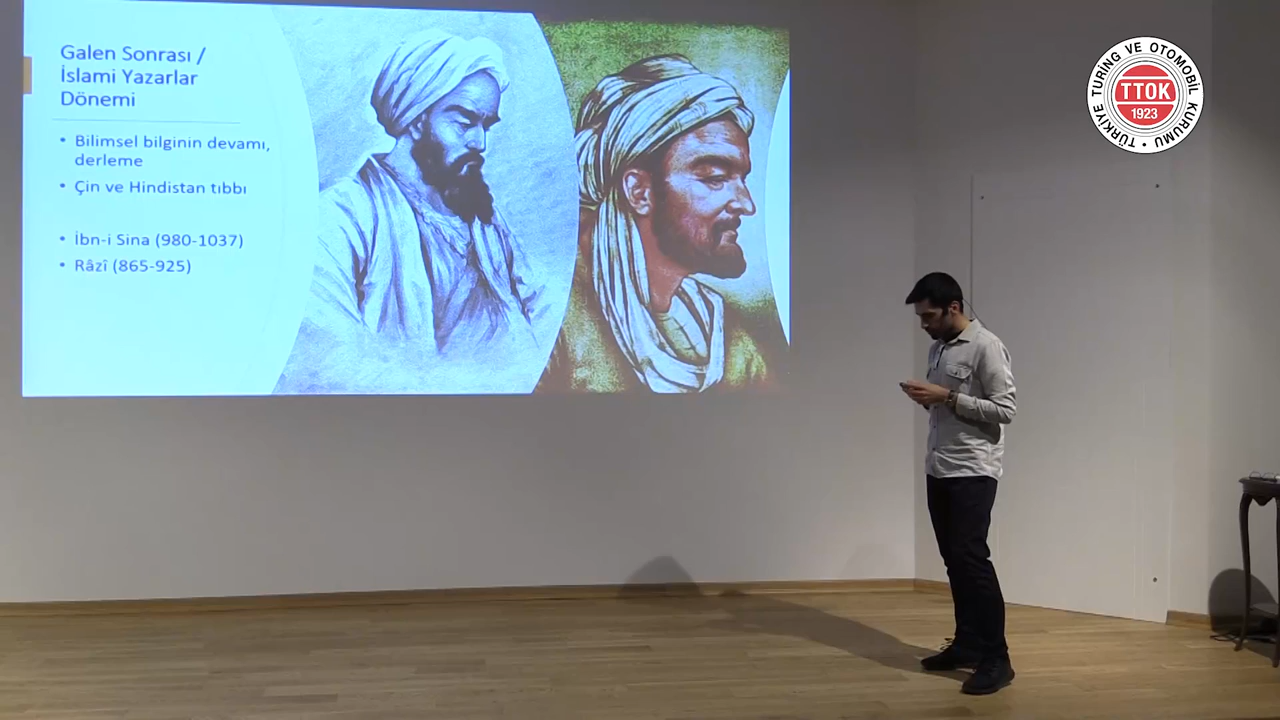 Galen Sonrası /
İslami Yazarlar
Dönemi
• Bilimsel bilginin devamı,
derleme
• Çin ve Hindistan tıbbı
• İbn-i Sina (980-1037)
• Râzî (865-925)
TÜRKİYE TURİNG VE OTOMOBİL KURUMU •
TTOK
1923